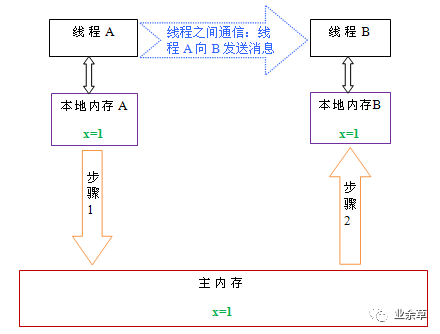 线程 A
线程之间通信：线
程 A 向 B 发送消息
线程 B
本地内存 A
x=1
本地内存B
x=1
步
骤
1
步
骤
2
主内存
x=1
业余草